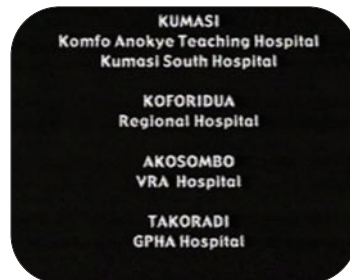 KUMASI
Komfo Anokye Teaching Hospital
Kumasi South Hospital
KOFORIDUA
Regional Hospital
AKOSOMBO
VRA Hospital
TAKORADI
GPHA Hospital